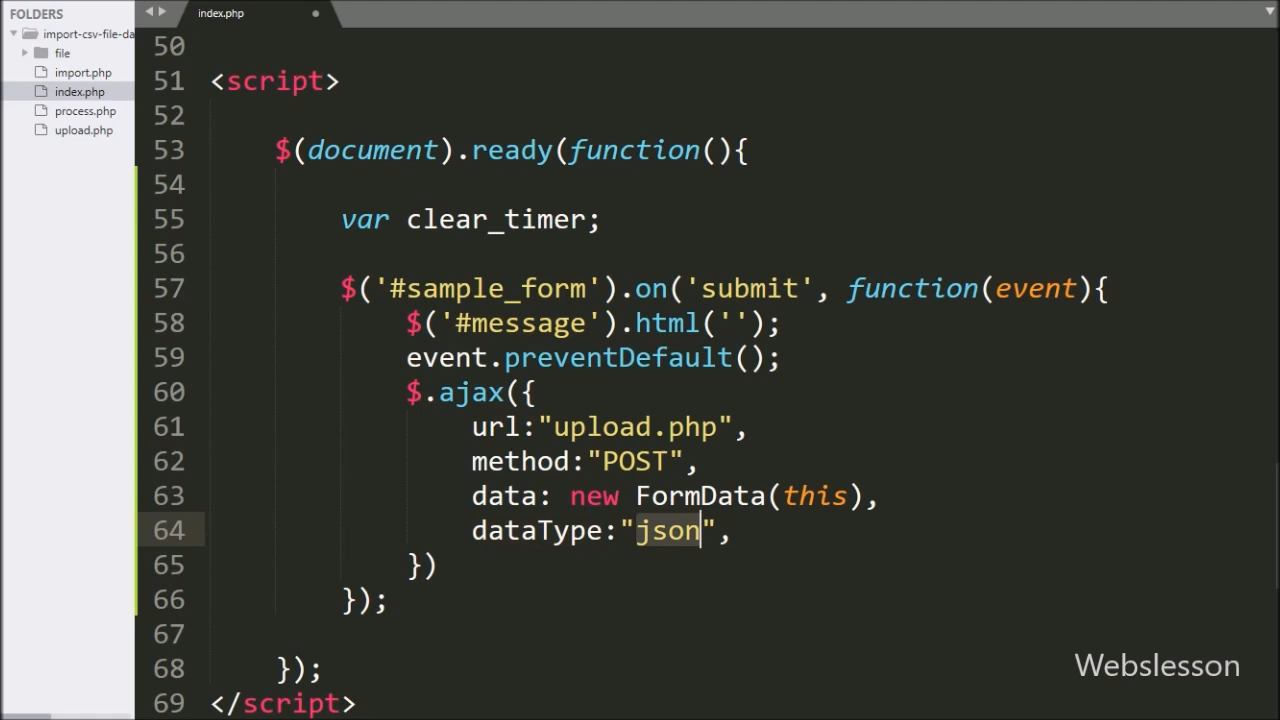 FOLDERS
import-csv-file-da
file
import.php
index.php
process.php
upload.php
index.php
50
51 <script>
52
53 $(document).ready(function(){
54
55 var clear_timer;
56
57 $('#sample_form').on('submit', function(event){
58 $('#message').html('');
59 event.preventDefault();
60 $.ajax({
61 url:"upload.php",
62 method:"POST",
63 data: new FormData(this),
64 dataType:"json",
65 })
66 });
67
68 });
69 </script>
Webslesson